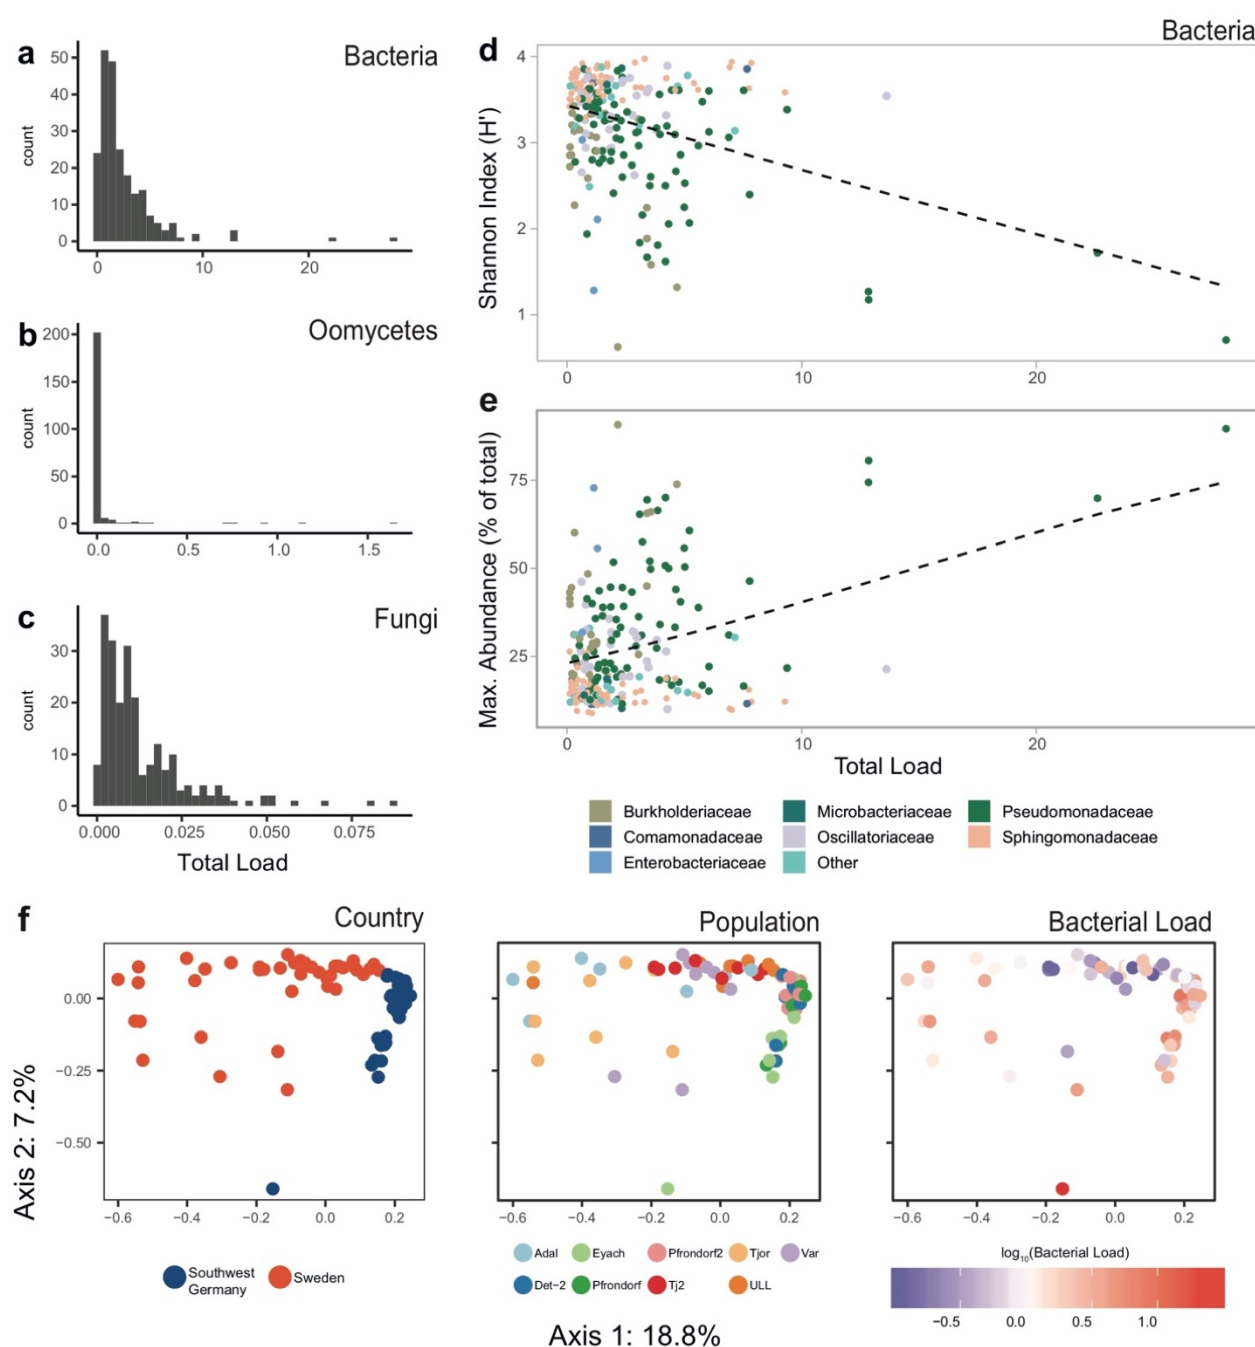 a
Bacteria
50
40
30
20
10
0
count
0 10 20
b
Oomycetes
200
150
100
50
0
count
0.0 0.5 1.0 1.5
c
Fungi
30
20
10
0
count
0.000 0.025 0.050 0.075
Total Load
d
Bacteria
4
3
2
1
Shannon Index (H')
0 10 20
e
75
50
25
Max. Abundance (% of total)
0 10 20
Total Load
Burkholderiaceae Microbacteriaceae Pseudomonadaceae
Comamonadaceae Oscillatoriaceae Sphingomonadaceae
Enterobacteriaceae Other
f
Country Population Bacterial Load
0.00
−0.25
−0.50
Axis 2: 7.2%
−0.6 −0.4 −0.2 0.0 0.2 −0.6 −0.4 −0.2 0.0 0.2 −0.6 −0.4 −0.2 0.0 0.2
Southwest Germany Sweden
Adal Eyach Pfrondorf2 Tjor Var
Det-2 Pfrondorf Tj2 ULL
log10(Bacterial Load)
−0.5 0.0 0.5 1.0
Axis 1: 18.8%